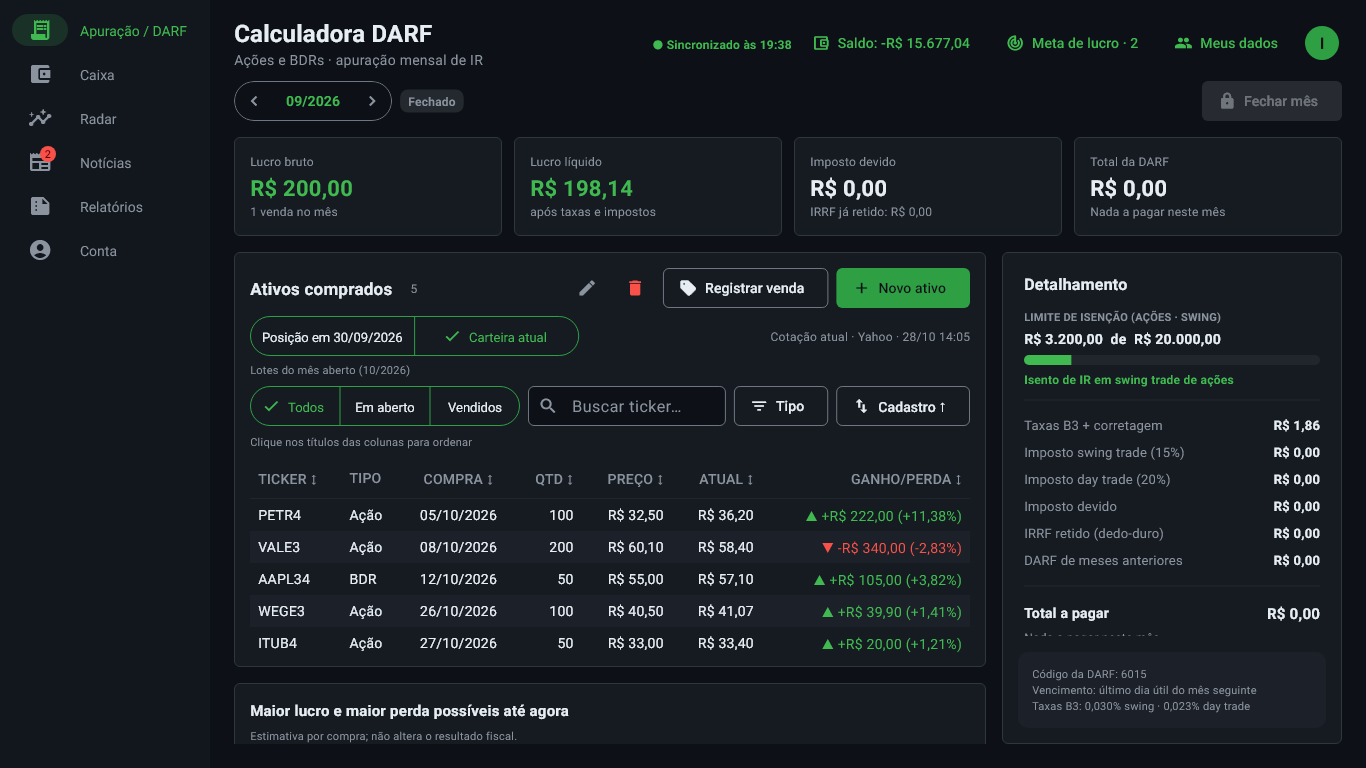 Apuração / DARF
Caixa
Radar
2
Notícias
Relatórios
Conta
Calculadora DARF
Ações e BDRs · apuração mensal de IR
Sincronizado às 19:38
Saldo: -R$ 15.677,04
Meta de lucro · 2
Meus dados
I
09/2026
Fechado
Fechar mês
Lucro bruto
R$ 200,00
1 venda no mês
Lucro líquido
R$ 198,14
após taxas e impostos
Imposto devido
R$ 0,00
IRRF já retido: R$ 0,00
Total da DARF
R$ 0,00
Nada a pagar neste mês
Ativos comprados 5
Registrar venda
+ Novo ativo
Posição em 30/09/2026
Carteira atual
Cotação atual · Yahoo · 28/10 14:05
Lotes do mês aberto (10/2026)
Todos
Em aberto
Vendidos
Buscar ticker...
Tipo
Cadastro ↑
Clique nos títulos das colunas para ordenar
TICKER ↕ TIPO COMPRA ↕ QTD ↕ PREÇO ↕ ATUAL ↕ GANHO/PERDA ↕
PETR4 Ação 05/10/2026 100 R$ 32,50 R$ 36,20 ▲ +R$ 222,00 (+11,38%)
VALE3 Ação 08/10/2026 200 R$ 60,10 R$ 58,40 ▼ -R$ 340,00 (-2,83%)
AAPL34 BDR 12/10/2026 50 R$ 55,00 R$ 57,10 ▲ +R$ 105,00 (+3,82%)
WEGE3 Ação 26/10/2026 100 R$ 40,50 R$ 41,07 ▲ +R$ 39,90 (+1,41%)
ITUB4 Ação 27/10/2026 50 R$ 33,00 R$ 33,40 ▲ +R$ 20,00 (+1,21%)
Maior lucro e maior perda possíveis até agora
Estimativa por compra; não altera o resultado fiscal.
Detalhamento
LIMITE DE ISENÇÃO (AÇÕES · SWING)
R$ 3.200,00 de R$ 20.000,00
Isento de IR em swing trade de ações
Taxas B3 + corretagem R$ 1,86
Imposto swing trade (15%) R$ 0,00
Imposto day trade (20%) R$ 0,00
Imposto devido R$ 0,00
IRRF retido (dedo-duro) R$ 0,00
DARF de meses anteriores R$ 0,00
Total a pagar R$ 0,00
Código da DARF: 6015
Vencimento: último dia útil do mês seguinte
Taxas B3: 0,030% swing · 0,023% day trade